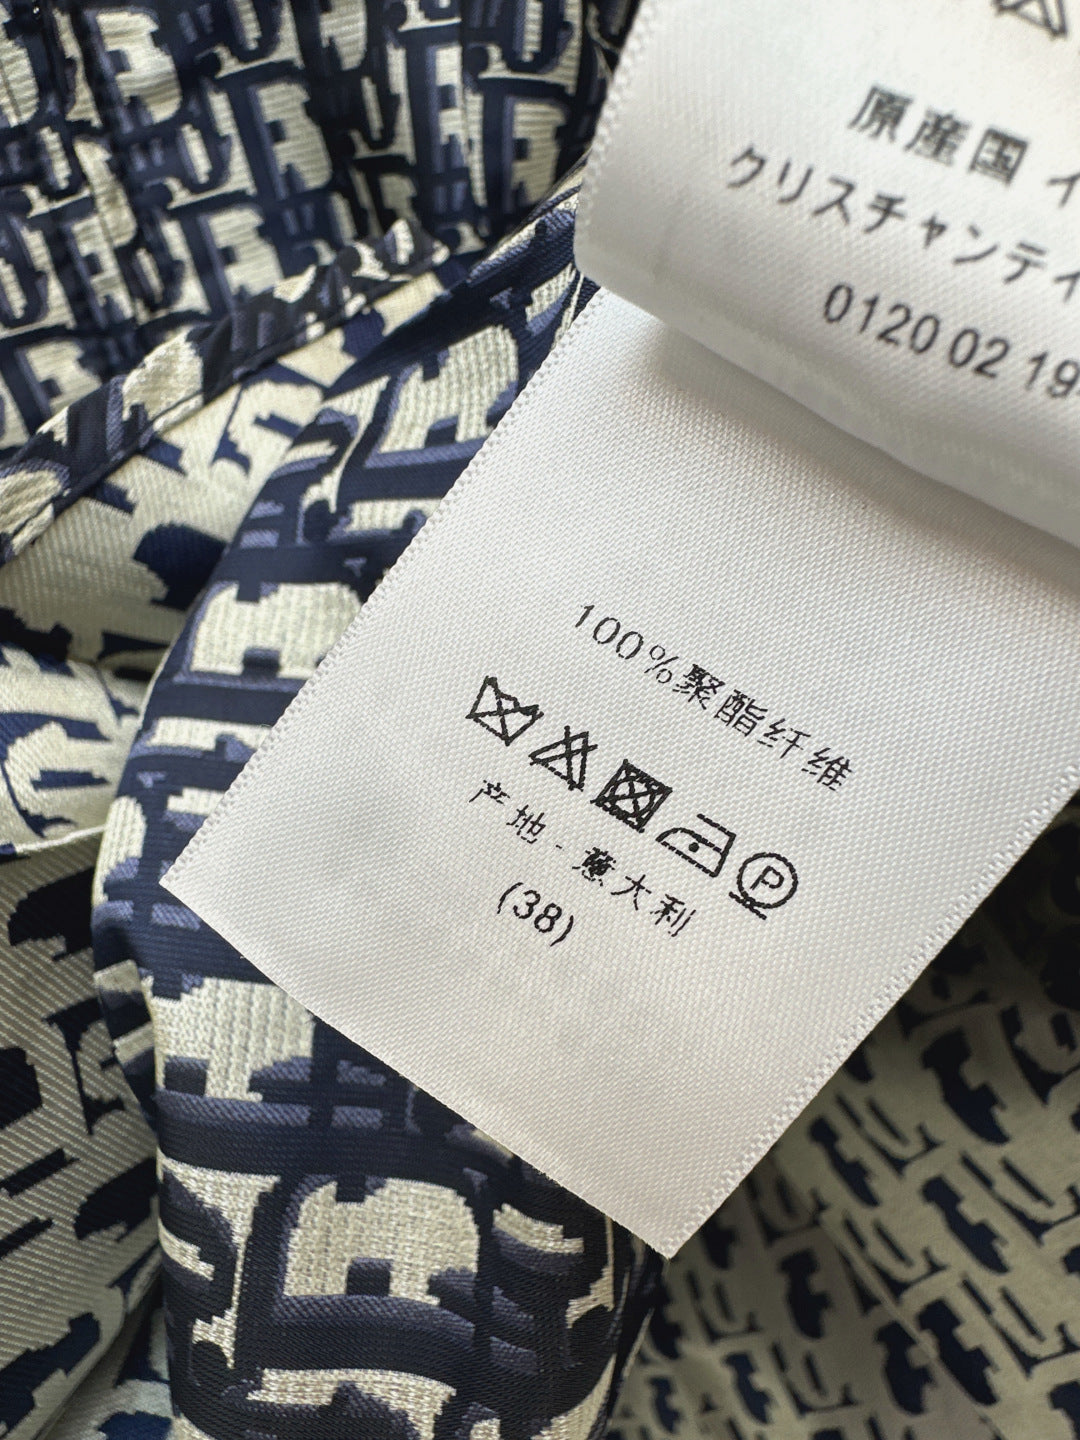 原産国 イ
クリスチャンディ
0120 02 19
100%聚酯纤维
P
产地 - 意大利
(38)